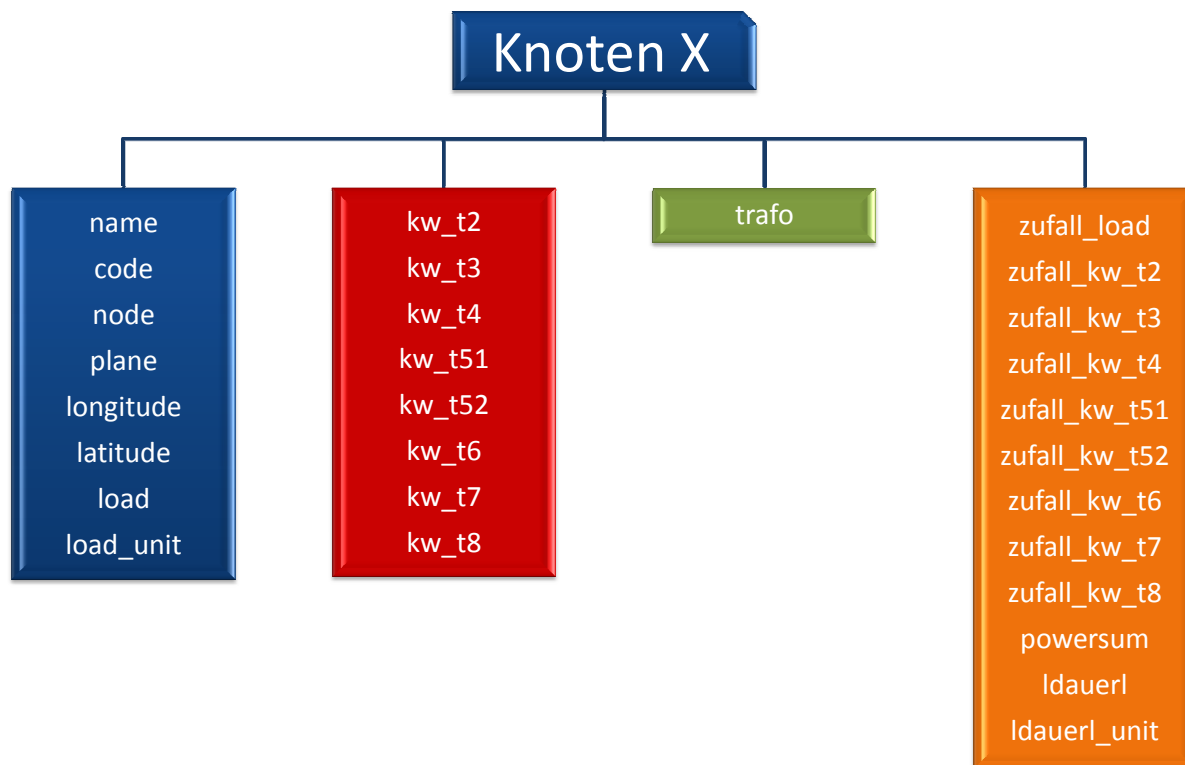 Knoten X
name
code
node
plane
longitude
latitude
load
load_unit
kw_t2
kw_t3
kw_t4
kw_t51
kw_t52
kw_t6
kw_t7
kw_t8
trafo
zufall_load
zufall_kw_t2
zufall_kw_t3
zufall_kw_t4
zufall_kw_t51
zufall_kw_t52
zufall_kw_t6
zufall_kw_t7
zufall_kw_t8
powersum
ldauerl
ldauerl_unit